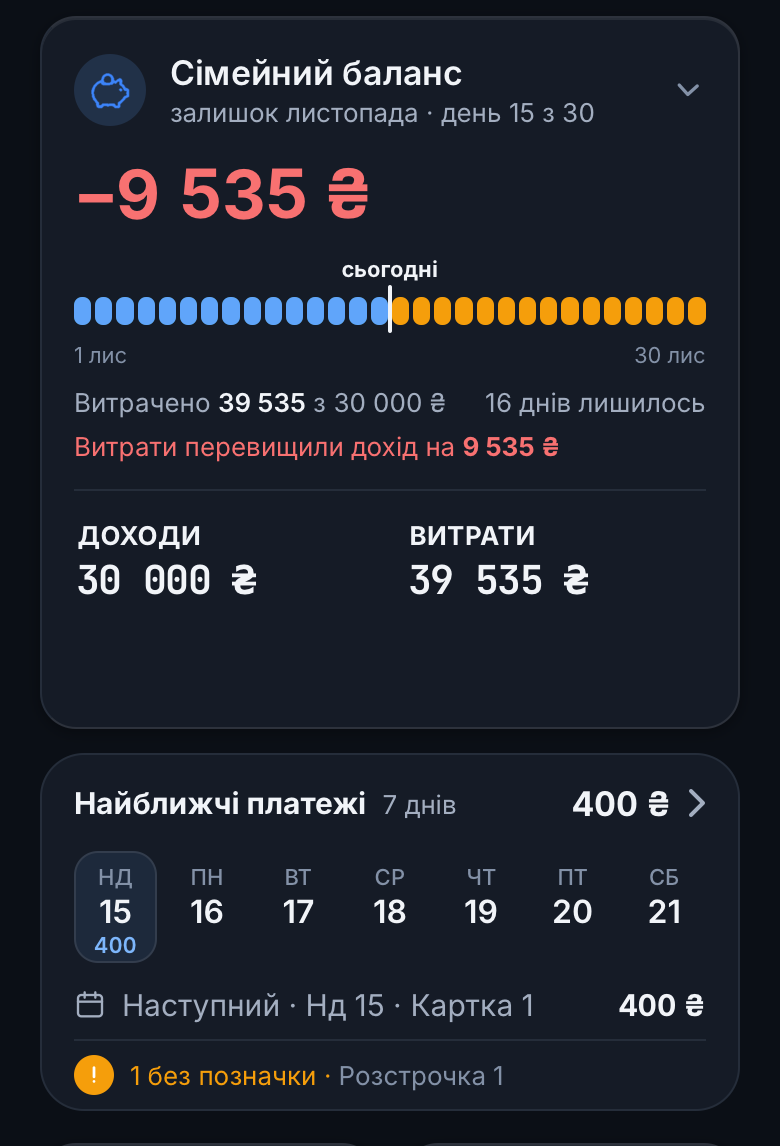 Сімейний баланс
залишок листопада · день 15 з 30
–9 535 ₴
сьогодні
1 лис 30 лис
Витрачено 39 535 з 30 000 ₴ 16 днів лишилось
Витрати перевищили дохід на 9 535 ₴
ДОХОДИ ВИТРАТИ
30 000 ₴ 39 535 ₴
Найближчі платежі 7 днів 400 ₴
НД ПН ВТ СР ЧТ ПТ СБ
15 16 17 18 19 20 21
400
Наступний · Нд 15 · Картка 1 400 ₴
! 1 без позначки · Розстрочка 1